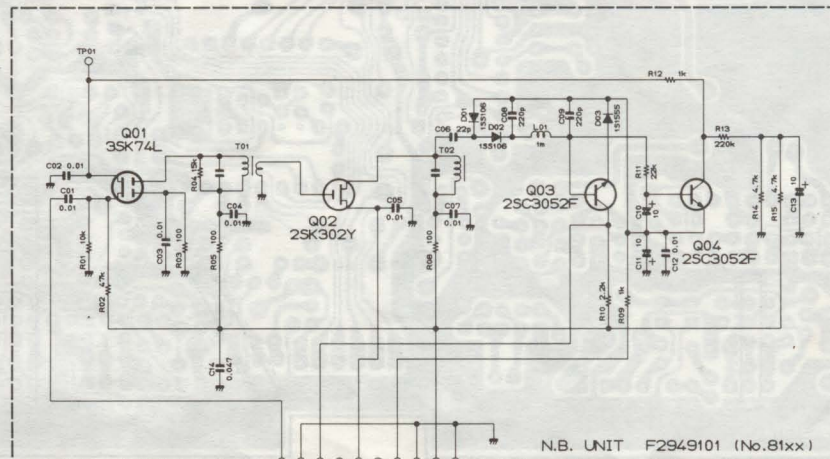 TP01
R12 1k
Q01
3SK74L
C02 0.01
C01
0.01
R01 10k
R02 47k
C03 0.01
R03 100
R04 15k
T01
C04
0.01
R05 100
C14
0.047
Q02
2SK302Y
C05
0.01
C06 22p
T02
C07
0.01
R08 100
D01
1SS106
D02
1SS106
C08
220p
L01
1m
C09
220p
D03
1S1555
Q03
2SC3052F
R10 2.2k
R09 1k
R11
22k
C10
10
+
C11
10
+
C12 0.01
Q04
2SC3052F
R13
220k
R14 4.7k
R15 4.7k
C13 10
+
N.B. UNIT F2949101 (No.81xx)